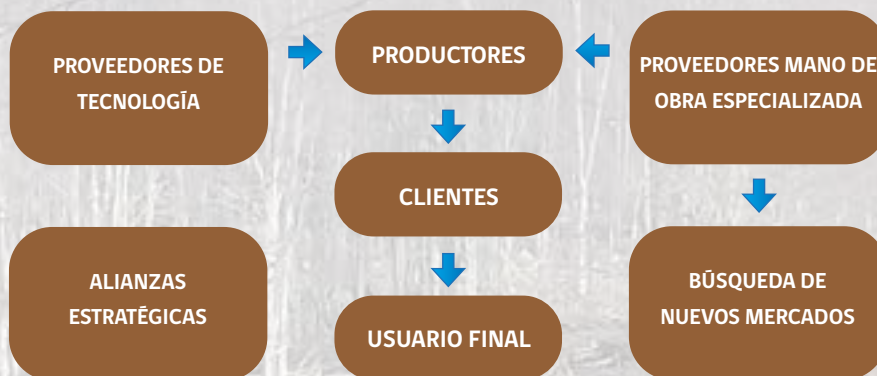 PROVEEDORES DE
TECNOLOGÍA
PRODUCTORES
PROVEEDORES MANO DE
OBRA ESPECIALIZADA
CLIENTES
ALIANZAS
ESTRATÉGICAS
USUARIO FINAL
BÚSQUEDA DE
NUEVOS MERCADOS